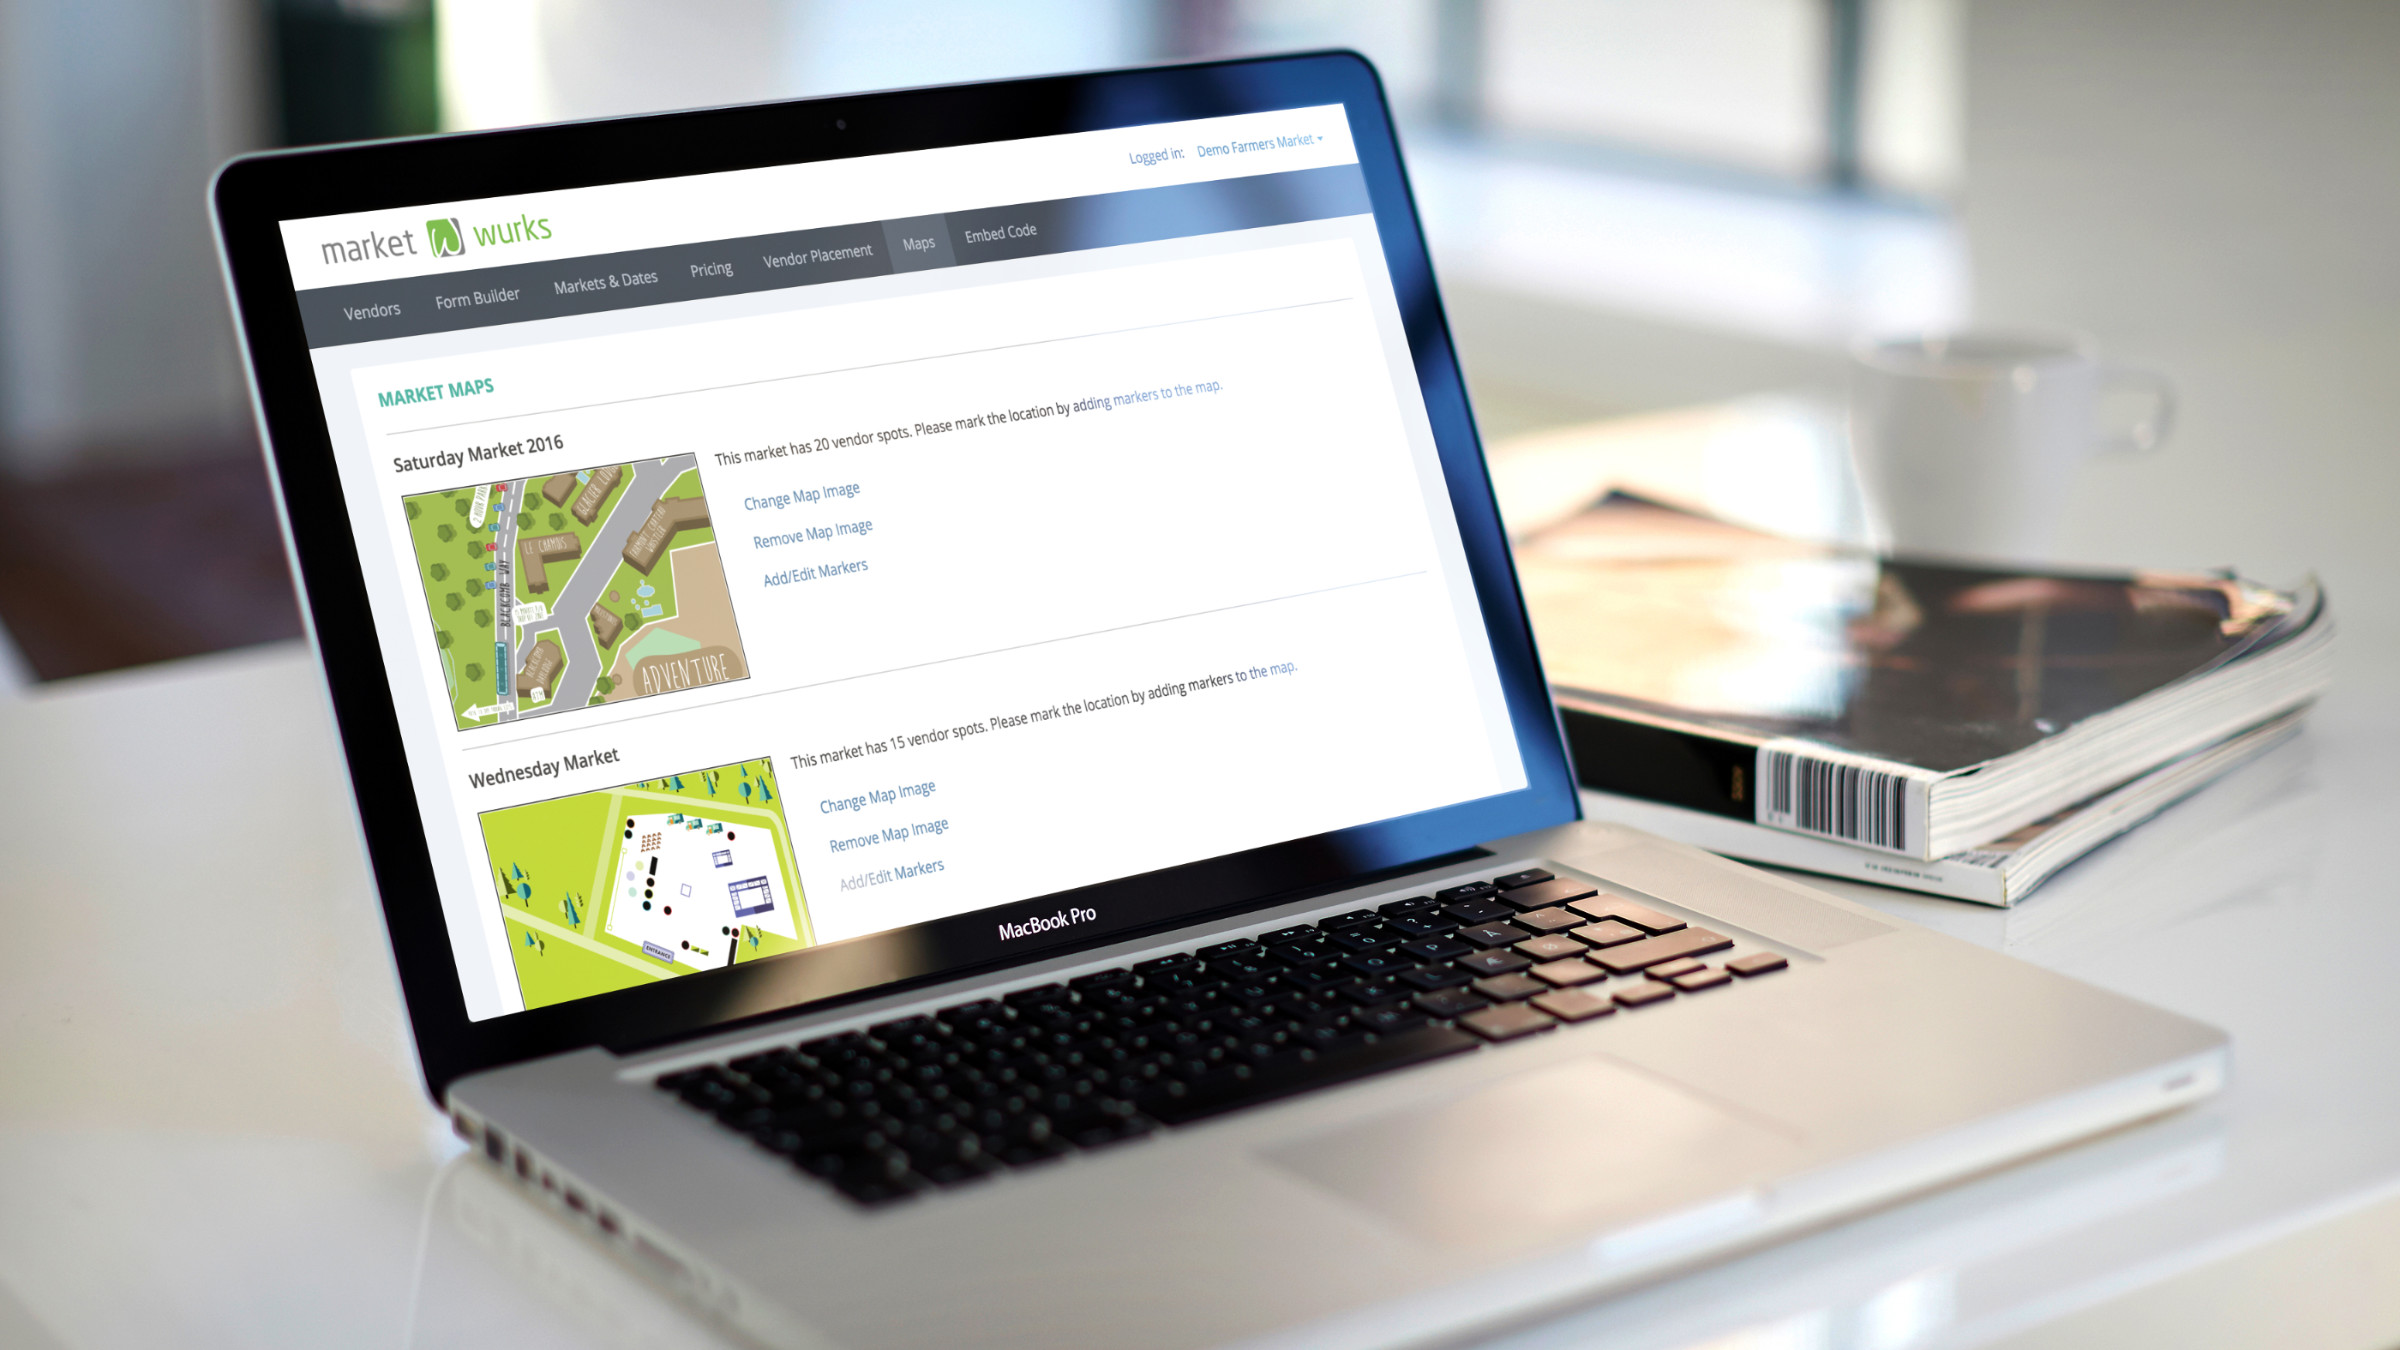 Logged in: Demo Farmers Market
market wurks
Vendors Form Builder Markets & Dates Pricing Vendor Placement Maps Embed Code
MARKET MAPS
Saturday Market 2016
This market has 20 vendor spots. Please mark the location by adding markers to the map.
Change Map Image
Remove Map Image
Add/Edit Markers
LE CHAMOIS
BLACKCOMB WAY
ADVENTURE
Wednesday Market
This market has 15 vendor spots. Please mark the location by adding markers to the map.
Change Map Image
Remove Map Image
Add/Edit Markers
ENTRANCE
MacBook Pro